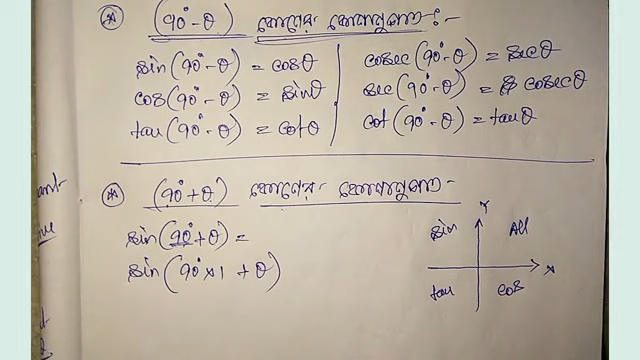 (90° - θ) কোণের কোণানুপাত :-
sin (90° - θ) = cosθ
cos (90° - θ) = sinθ
tan (90° - θ) = cotθ
cosec (90° - θ) = secθ
sec (90° - θ) = cosecθ
cot (90° - θ) = tanθ
(90° + θ) কোণের কোণানুপাত -
sin (90° + θ) =
sin (90° × 1 + θ)
Y
sin All
X
tan cos